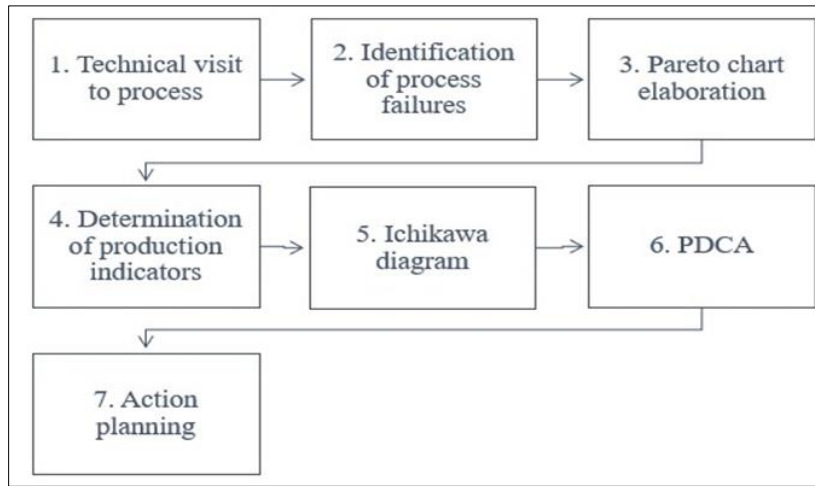 1. Technical visit
to process
2. Identification
of process
failures
3. Pareto chart
elaboration
4. Determination
of production
indicators
5. Ichikawa
diagram
6. PDCA
7. Action
planning